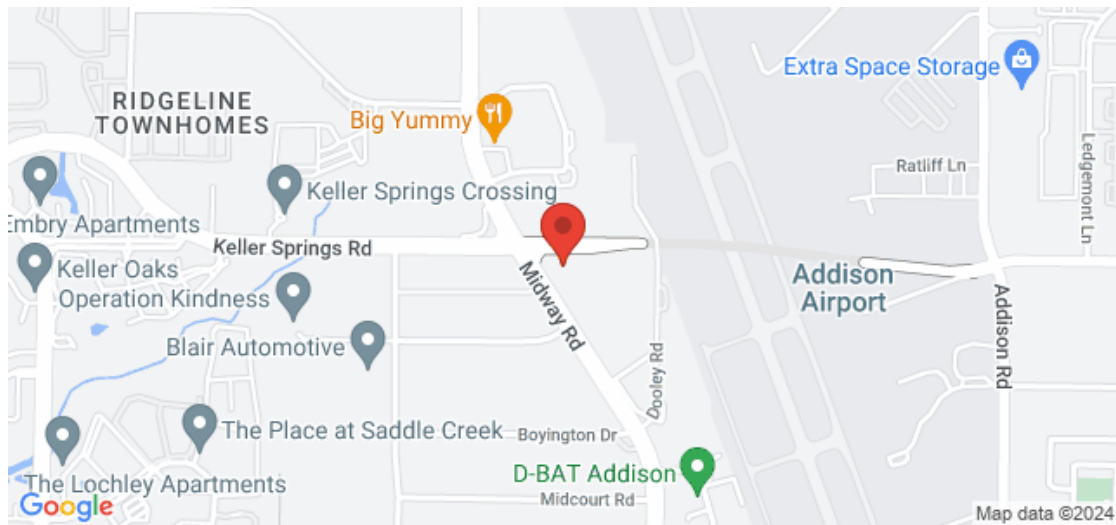 Extra Space Storage
RIDGELINE
TOWNHOMES
Big Yummy
Ratliff Ln
Ledgemont Ln
Keller Springs Crossing
Embry Apartments
Keller Springs Rd
Keller Oaks
Operation Kindness
Midway Rd
Addison
Airport
Addison Rd
Blair Automotive
Dooley Rd
The Place at Saddle Creek
Boyington Dr
D-BAT Addison
The Lochley Apartments
Midcourt Rd
Google
Map data ©2024